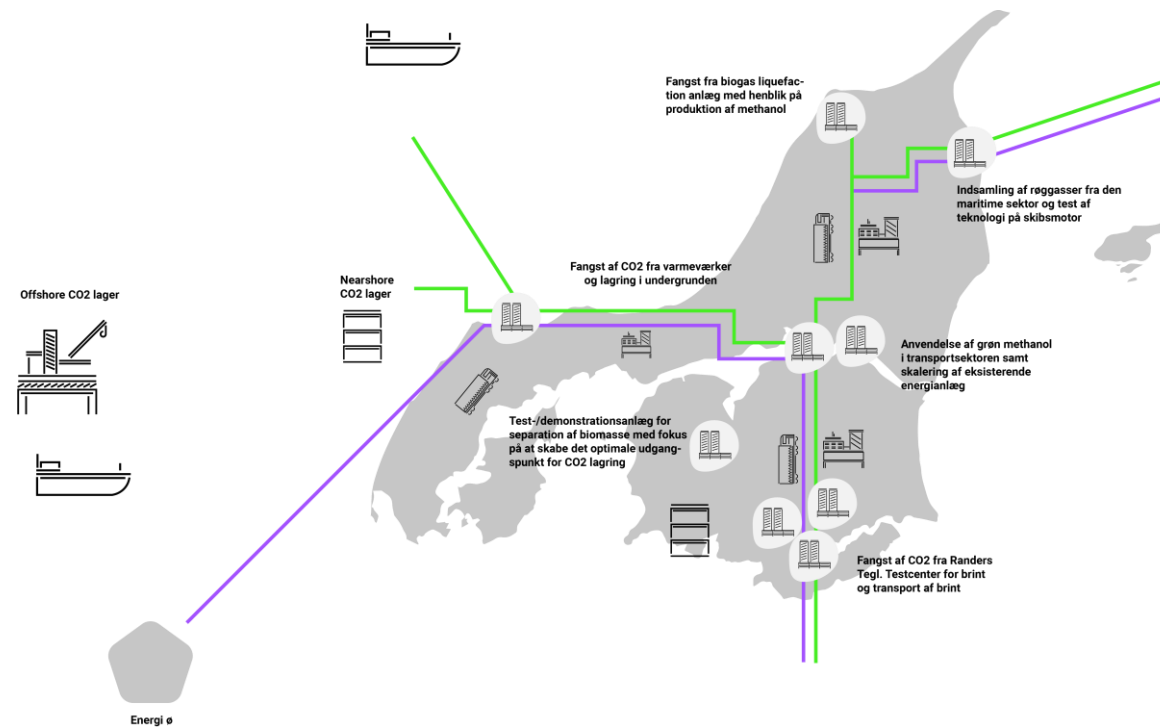 Fangst fra biogas liquefac-
tion anlæg med henblik på
produktion af methanol
Indsamling af røggasser fra den
maritime sektor og test af
teknologi på skibsmotor
Fangst af CO2 fra varmeværker
og lagring i undergrunden
Nearshore
CO2 lager
Offshore CO2 lager
Anvendelse af grøn methanol
i transportsektoren samt
skalering af eksisterende
energianlæg
Test-/demonstrationsanlæg for
separation af biomasse med fokus
på at skabe det optimale udgang-
spunkt for CO2 lagring
Fangst af CO2 fra Randers
Tegl. Testcenter for brint
og transport af brint
Energi ø